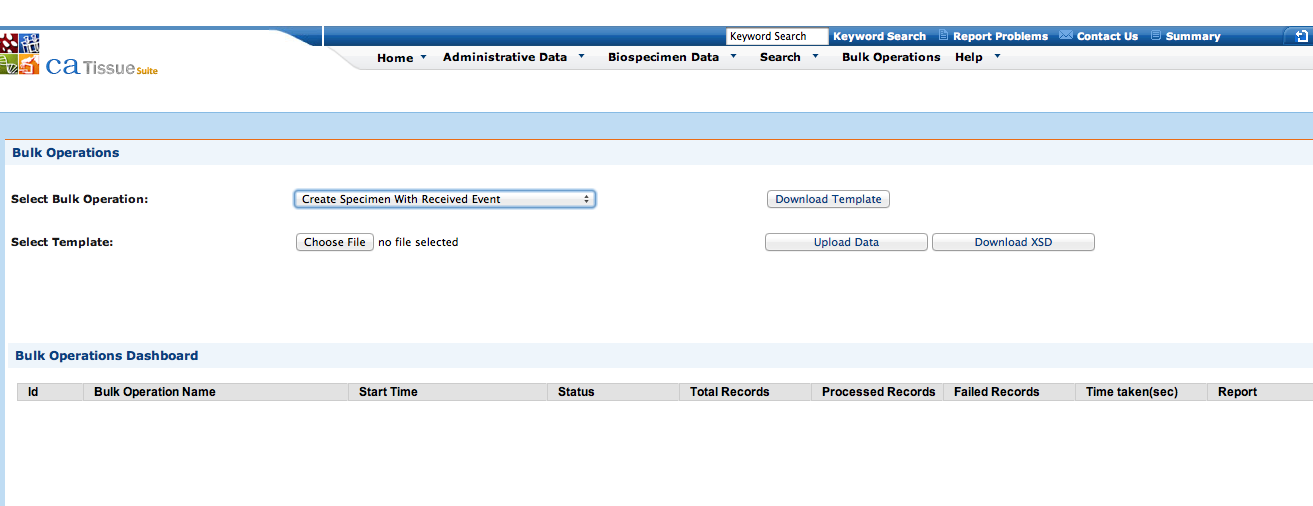 Keyword Search Keyword Search Report Problems Contact Us Summary
ca Tissue Suite
Home Administrative Data Biospecimen Data Search Bulk Operations Help
Bulk Operations
Select Bulk Operation: Create Specimen With Received Event Download Template
Select Template: Choose File no file selected Upload Data Download XSD
Bulk Operations Dashboard
Id Bulk Operation Name Start Time Status Total Records Processed Records Failed Records Time taken(sec) Report